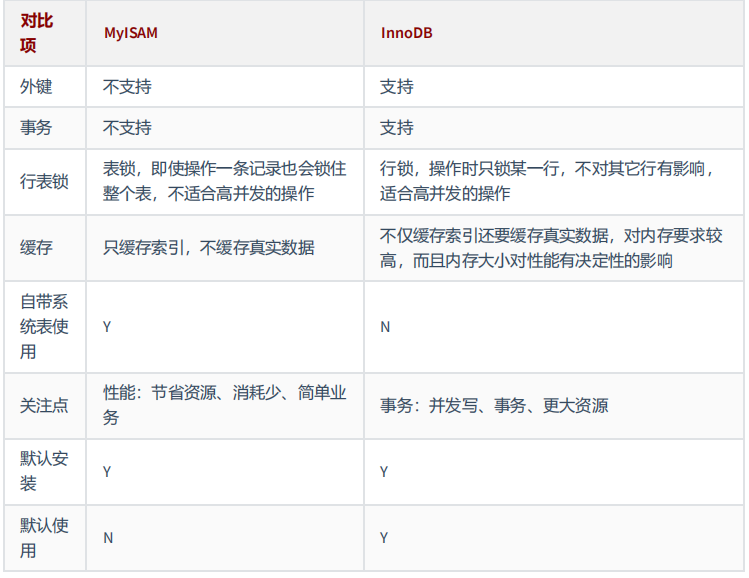 对比
项
MyISAM
InnoDB
外键
不支持
支持
事务
不支持
支持
行表锁
表锁，即使操作一条记录也会锁住
整个表，不适合高并发的操作
行锁，操作时只锁某一行，不对其它行有影响，
适合高并发的操作
缓存
只缓存索引，不缓存真实数据
不仅缓存索引还要缓存真实数据，对内存要求较
高，而且内存大小对性能有决定性的影响
自带系
统表使
用
Y
N
关注点
性能：节省资源、消耗少、简单业
务
事务：并发写、事务、更大资源
默认安
装
Y
Y
默认使
用
N
Y